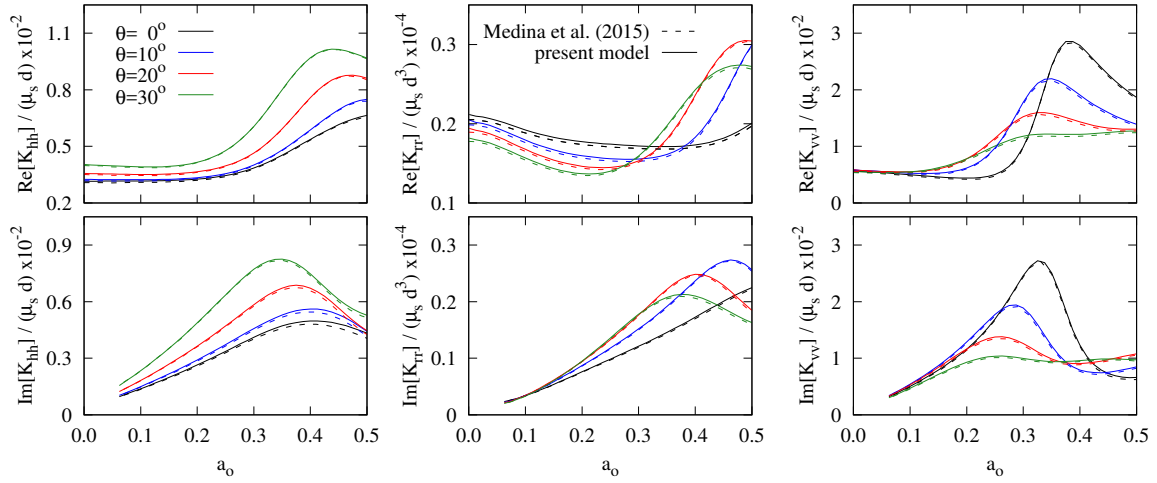 Re[K_hh] / (μ_s d) x10^-2
1.1
0.8
0.5
0.2
θ= 0°
θ=10°
θ=20°
θ=30°
Re[K_rr] / (μ_s d^3) x10^-4
0.4
0.3
0.2
0.1
Medina et al. (2015)
present model
Re[K_vv] / (μ_s d) x10^-2
3
2
1
0
Im[K_hh] / (μ_s d) x10^-2
0.9
0.6
0.3
0
0.0 0.1 0.2 0.3 0.4 0.5
a_o
Im[K_rr] / (μ_s d^3) x10^-4
0.3
0.2
0.1
0
0.0 0.1 0.2 0.3 0.4 0.5
a_o
Im[K_vv] / (μ_s d) x10^-2
3
2
1
0
0.0 0.1 0.2 0.3 0.4 0.5
a_o